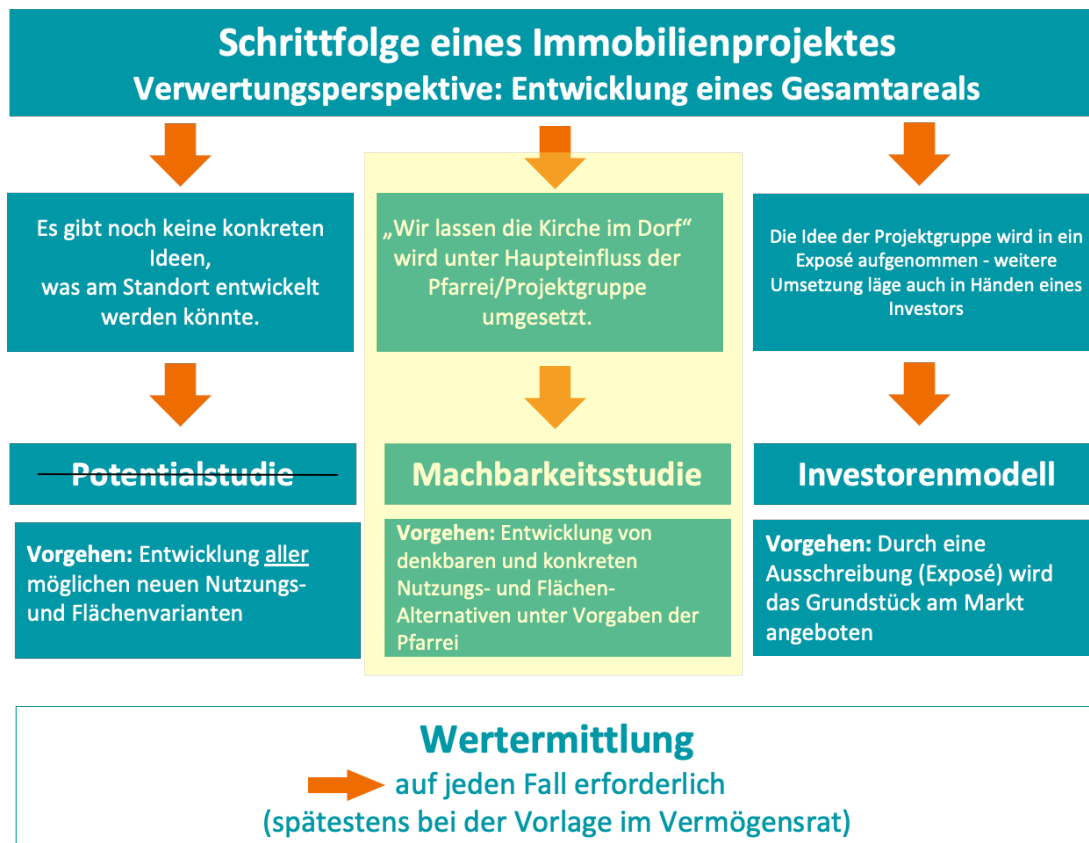 Schrittfolge eines Immobilienprojektes
Verwertungsperspektive: Entwicklung eines Gesamtareals
Es gibt noch keine konkreten
Ideen,
was am Standort entwickelt
werden könnte.
„Wir lassen die Kirche im Dorf“
wird unter Haupteinfluss der
Pfarrei/Projektgruppe
umgesetzt.
Die Idee der Projektgruppe wird in ein
Exposé aufgenommen - weitere
Umsetzung läge auch in Händen eines
Investors
Potentialstudie
Machbarkeitsstudie
Investorenmodell
Vorgehen: Entwicklung aller
möglichen neuen Nutzungs-
und Flächenvarianten
Vorgehen: Entwicklung von
denkbaren und konkreten
Nutzungs- und Flächen-
Alternativen unter Vorgaben der
Pfarrei
Vorgehen: Durch eine
Ausschreibung (Exposé) wird
das Grundstück am Markt
angeboten
Wertermittlung
auf jeden Fall erforderlich
(spätestens bei der Vorlage im Vermögensrat)